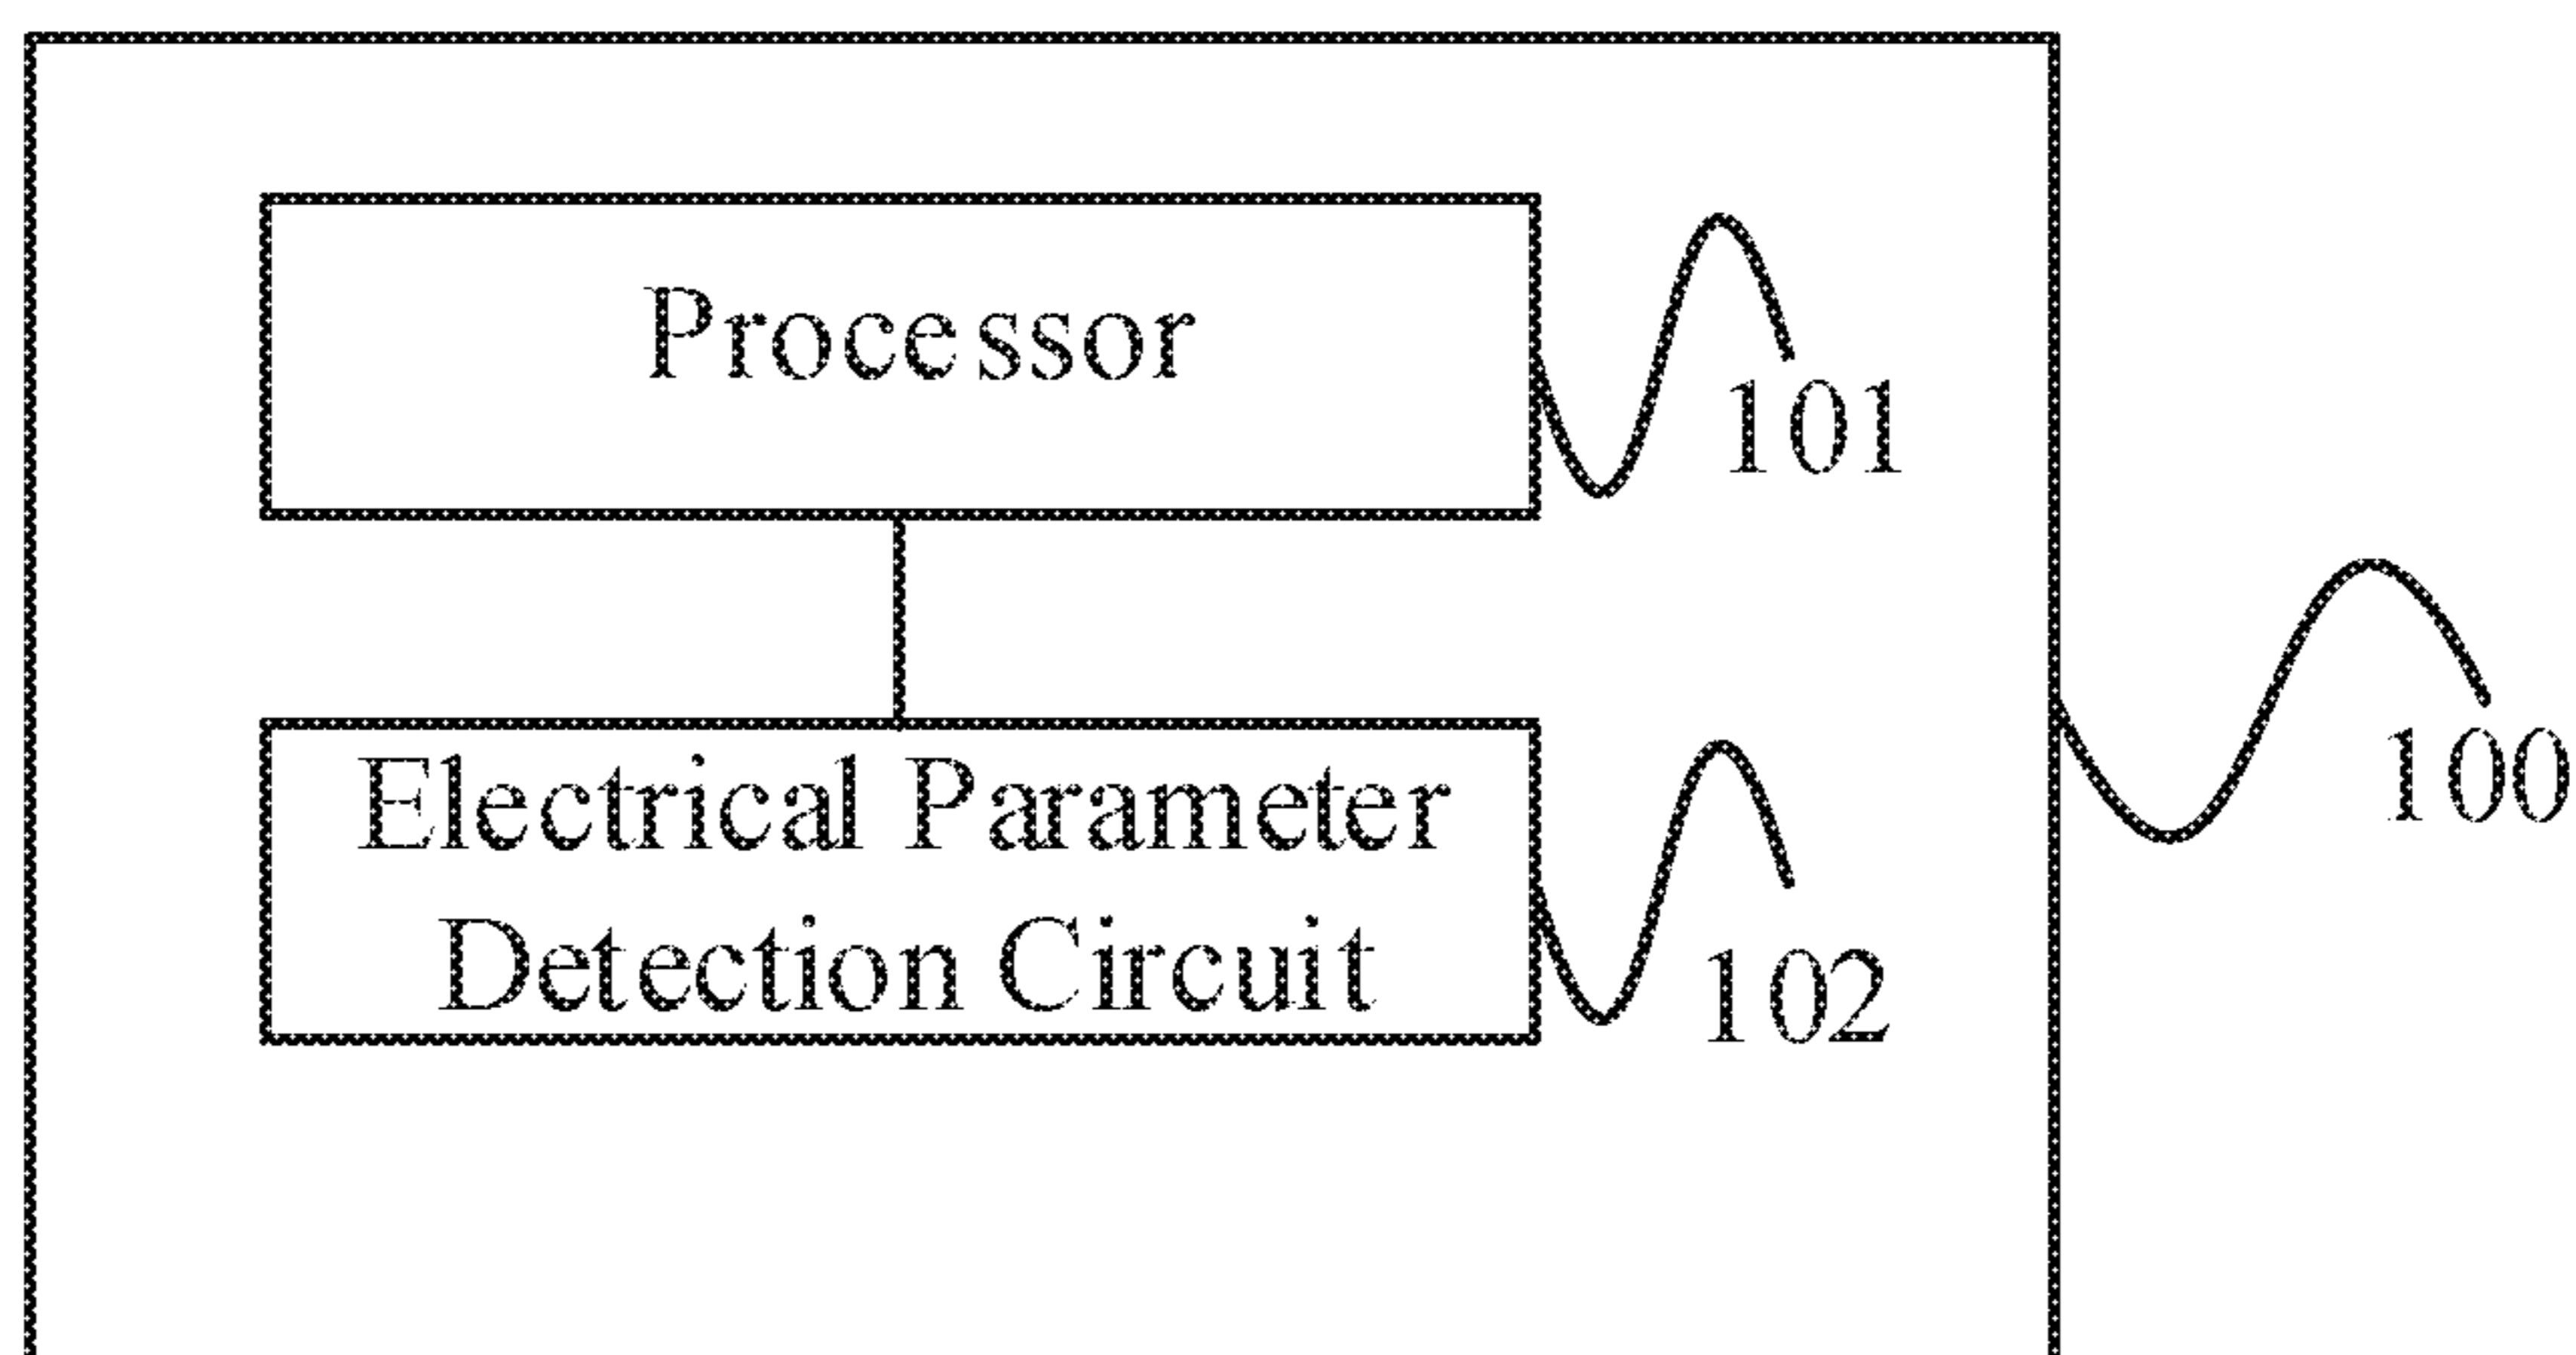 Processor
101
100
Electrical Parameter
Detection Circuit
102